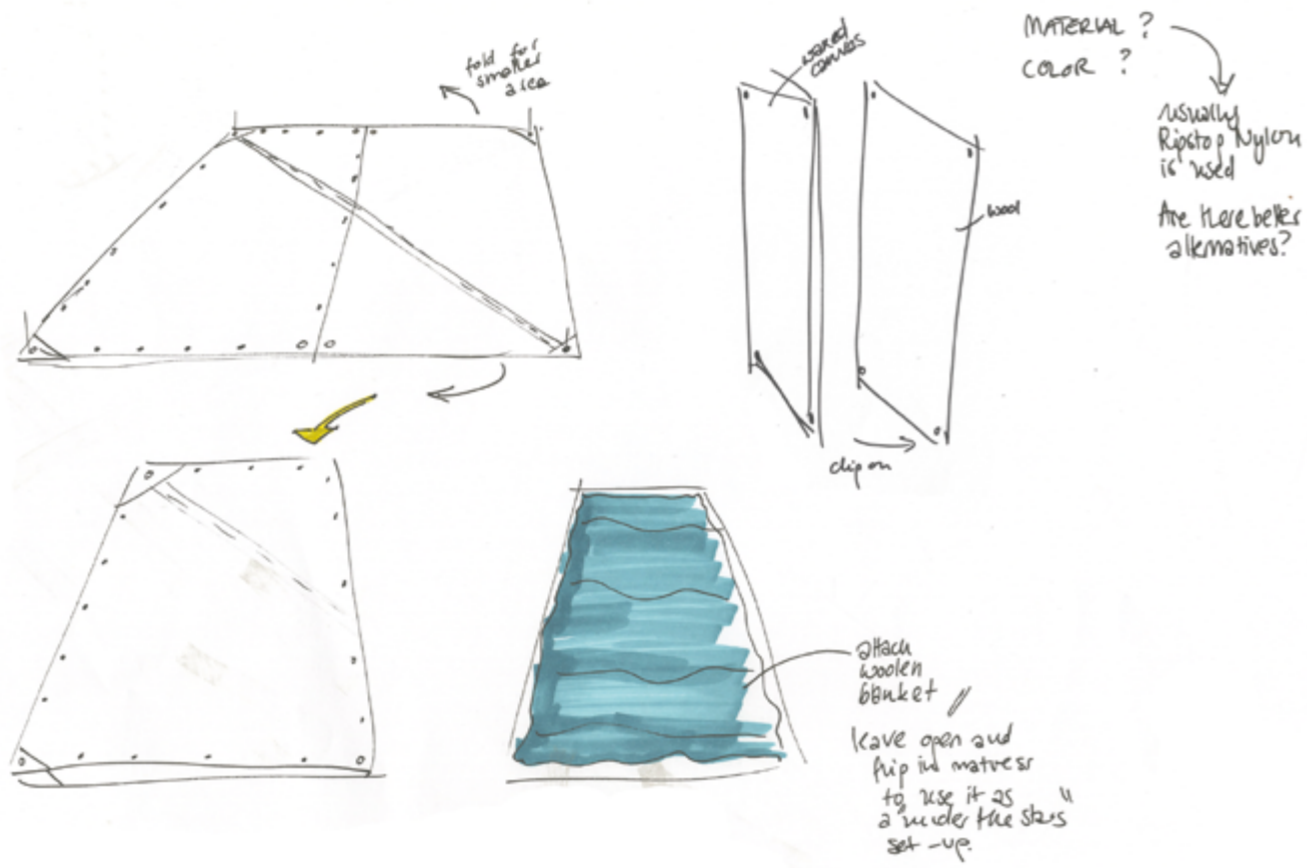 fold for
smaller
area
waxed
canvas
MATERIAL ?
COLOR ?
usually
Ripstop Nylon
is used
Are there better
alternatives?
wool
clip on
attach
woolen
blanket
leave open and
flip in matress
to use it as
a "under the stars"
set-up.